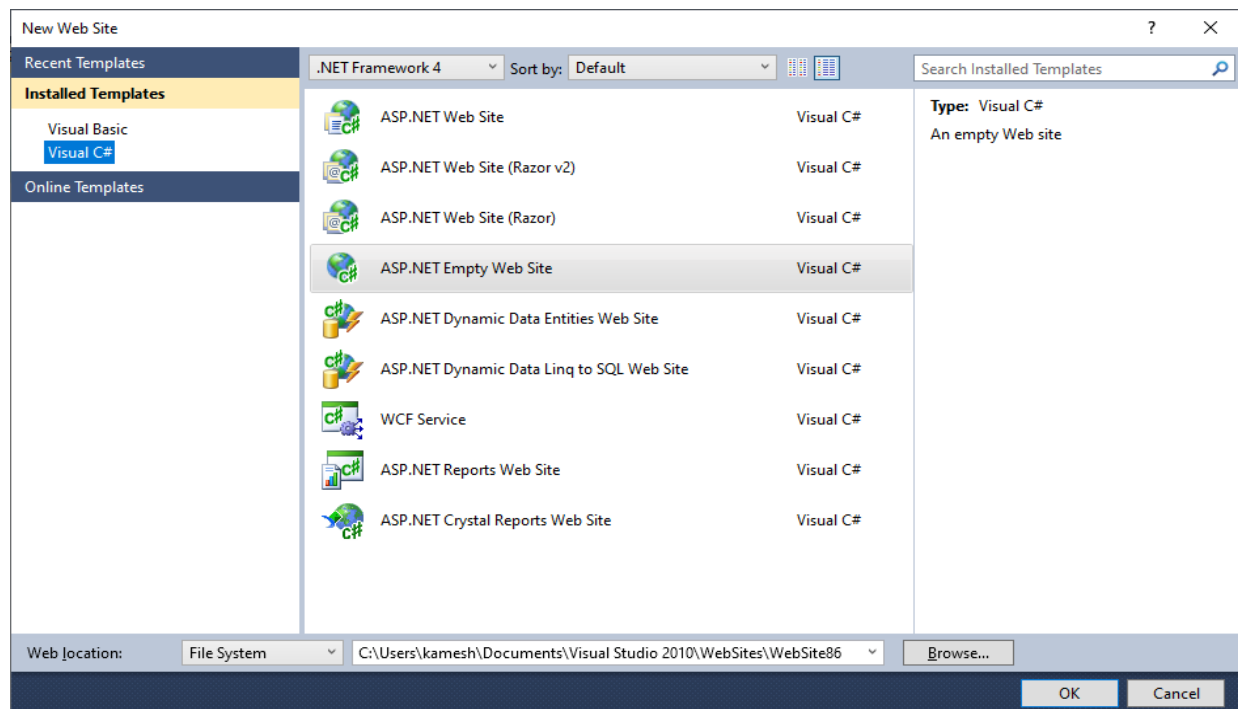 New Web Site
?
Recent Templates
.NET Framework 4
Sort by:
Default
Search Installed Templates
Installed Templates
Visual Basic
Visual C#
Online Templates
ASP.NET Web Site Visual C#
ASP.NET Web Site (Razor v2) Visual C#
ASP.NET Web Site (Razor) Visual C#
ASP.NET Empty Web Site Visual C#
ASP.NET Dynamic Data Entities Web Site Visual C#
ASP.NET Dynamic Data Linq to SQL Web Site Visual C#
WCF Service Visual C#
ASP.NET Reports Web Site Visual C#
ASP.NET Crystal Reports Web Site Visual C#
Type: Visual C#
An empty Web site
Web location:
File System
C:\Users\kamesh\Documents\Visual Studio 2010\WebSites\WebSite86
Browse...
OK
Cancel